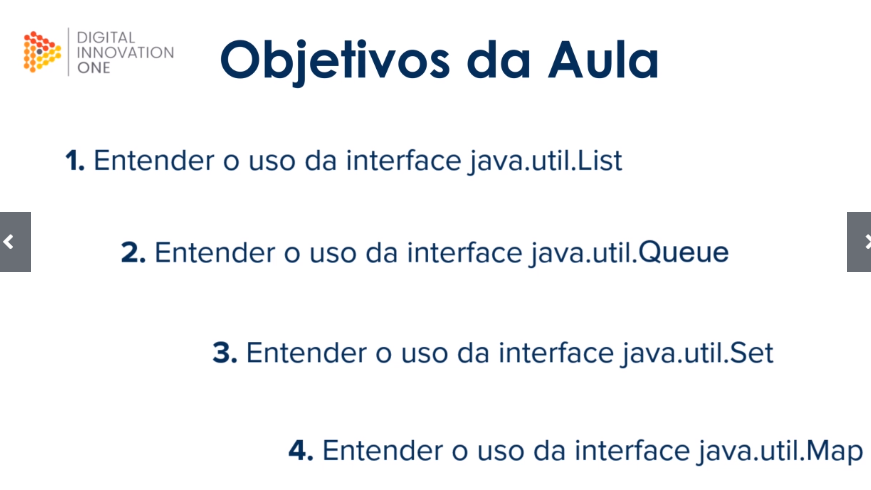 DIGITAL
INNOVATION
ONE
Objetivos da Aula
1. Entender o uso da interface java.util.List
2. Entender o uso da interface java.util.Queue
3. Entender o uso da interface java.util.Set
4. Entender o uso da interface java.util.Map